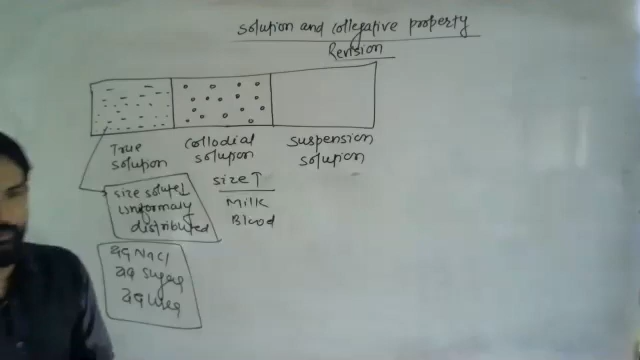 Solution and collegative property
Revision
True
solution
collodial
solution
suspension
solution
size solute↓
Uniformaly
distributed
size ↑
Milk
Blood
aq NaCl
aq sugar
aq urea